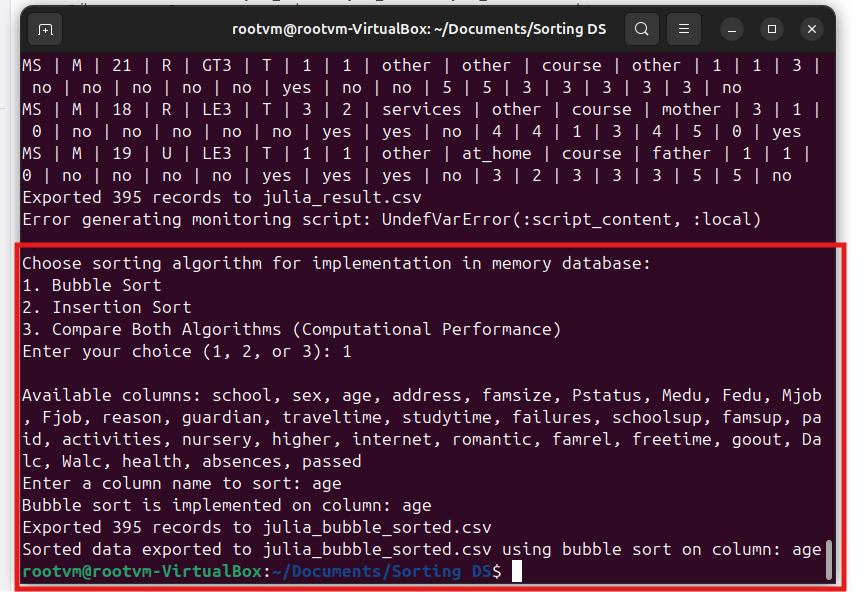 rootvm@rootvm-VirtualBox: ~/Documents/Sorting DS
MS | M | 21 | R | GT3 | T | 1 | 1 | other | other | course | other | 1 | 1 | 3 |
no | no | no | no | no | yes | no | no | 5 | 5 | 3 | 3 | 3 | 3 | 3 | no
MS | M | 18 | R | LE3 | T | 3 | 2 | services | other | course | mother | 3 | 1 |
0 | no | no | no | no | no | yes | yes | no | 4 | 4 | 1 | 3 | 4 | 5 | 0 | yes
MS | M | 19 | U | LE3 | T | 1 | 1 | other | at_home | course | father | 1 | 1 |
0 | no | no | no | no | yes | yes | yes | no | 3 | 2 | 3 | 3 | 3 | 5 | 5 | no
Exported 395 records to julia_result.csv
Error generating monitoring script: UndefVarError(:script_content, :local)
Choose sorting algorithm for implementation in memory database:
1. Bubble Sort
2. Insertion Sort
3. Compare Both Algorithms (Computational Performance)
Enter your choice (1, 2, or 3): 1
Available columns: school, sex, age, address, famsize, Pstatus, Medu, Fedu, Mjob
, Fjob, reason, guardian, traveltime, studytime, failures, schoolsup, famsup, pa
id, activities, nursery, higher, internet, romantic, famrel, freetime, goout, Da
lc, Walc, health, absences, passed
Enter a column name to sort: age
Bubble sort is implemented on column: age
Exported 395 records to julia_bubble_sorted.csv
Sorted data exported to julia_bubble_sorted.csv using bubble sort on column: age
rootvm@rootvm-VirtualBox:~/Documents/Sorting DS$